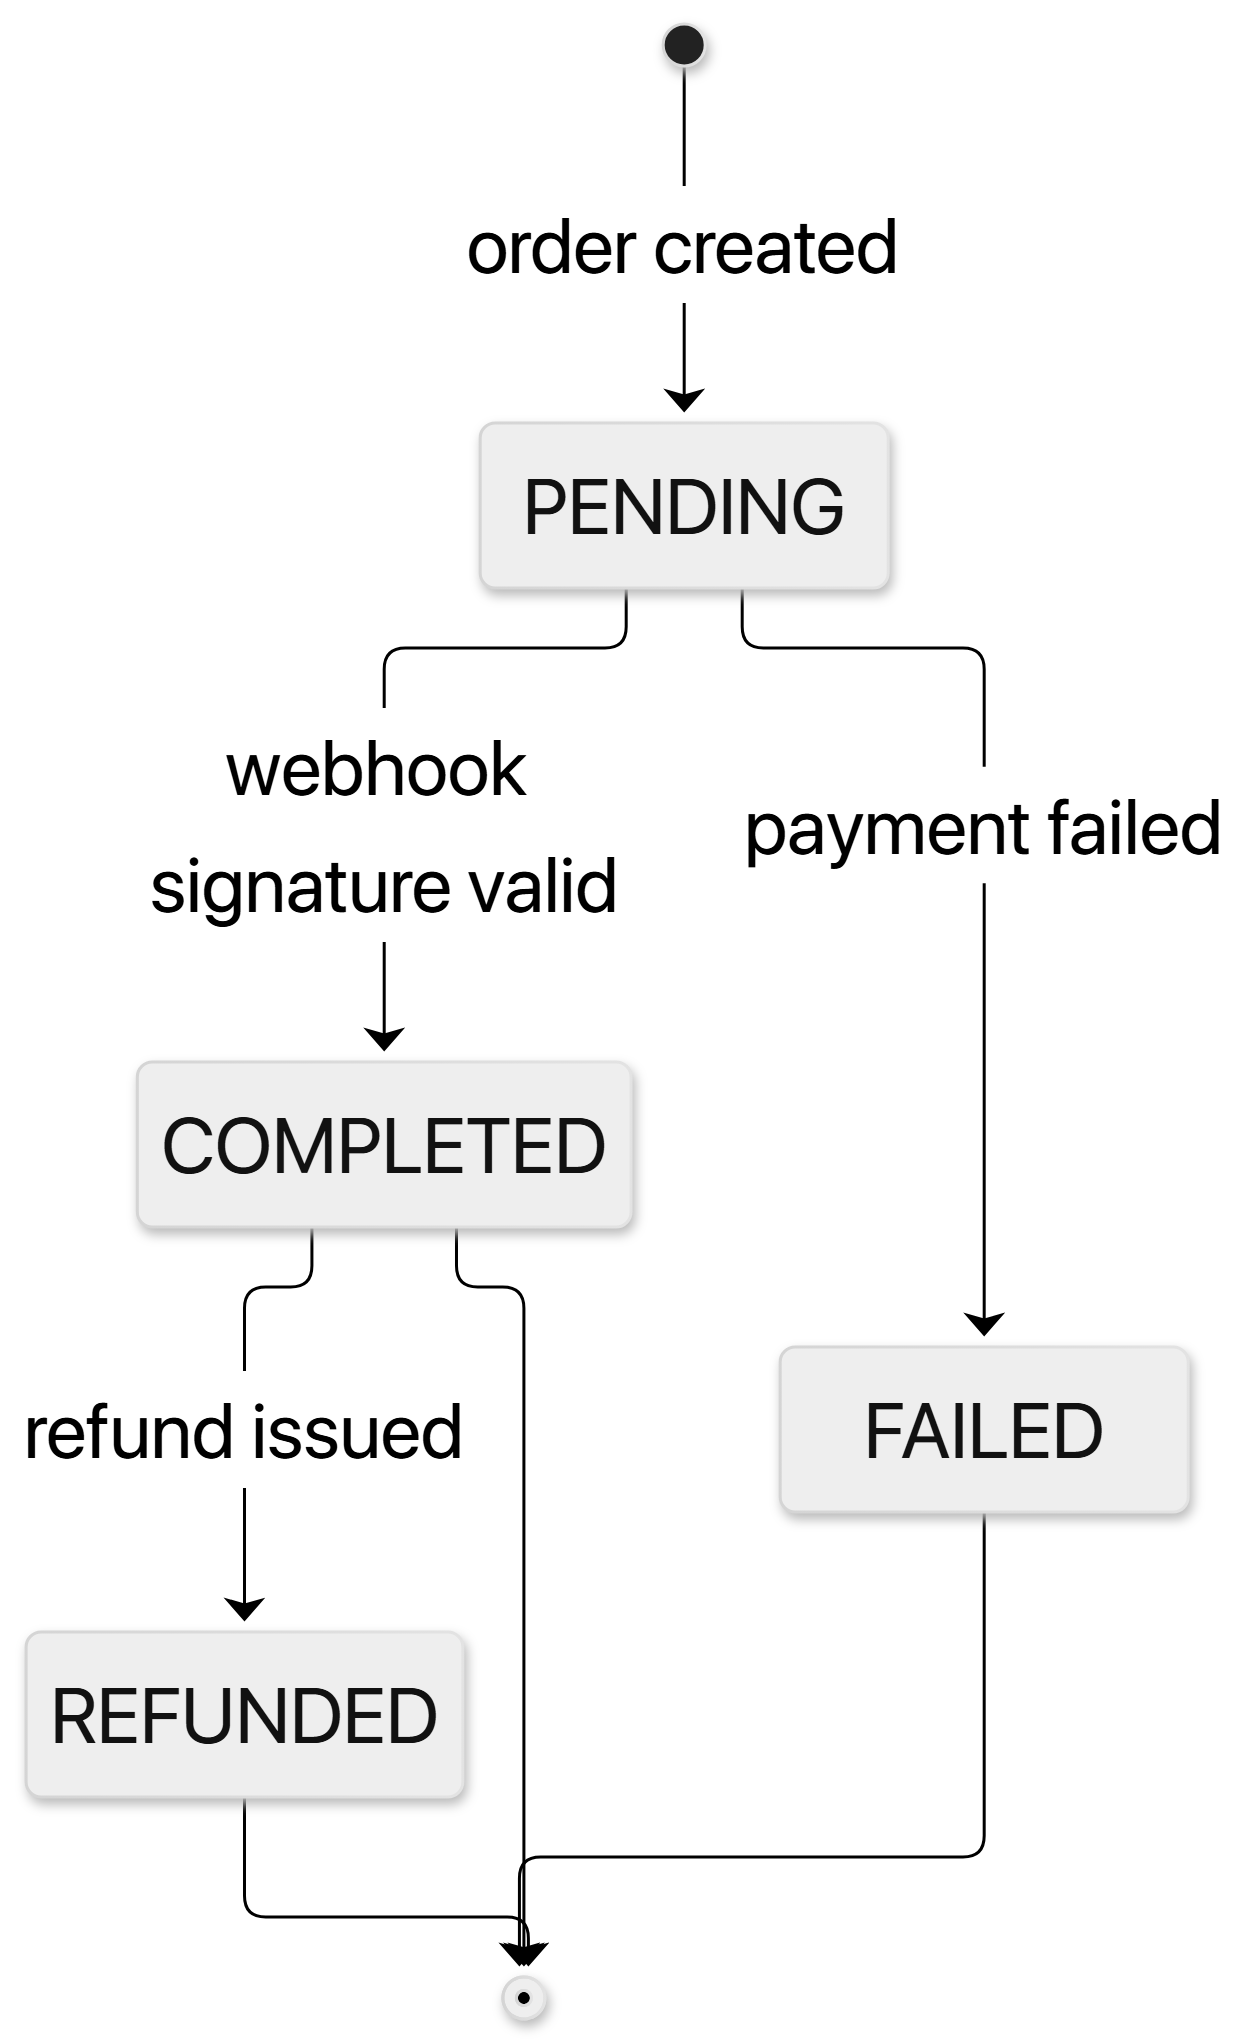 order created
PENDING
webhook
signature valid
payment failed
COMPLETED
refund issued
FAILED
REFUNDED